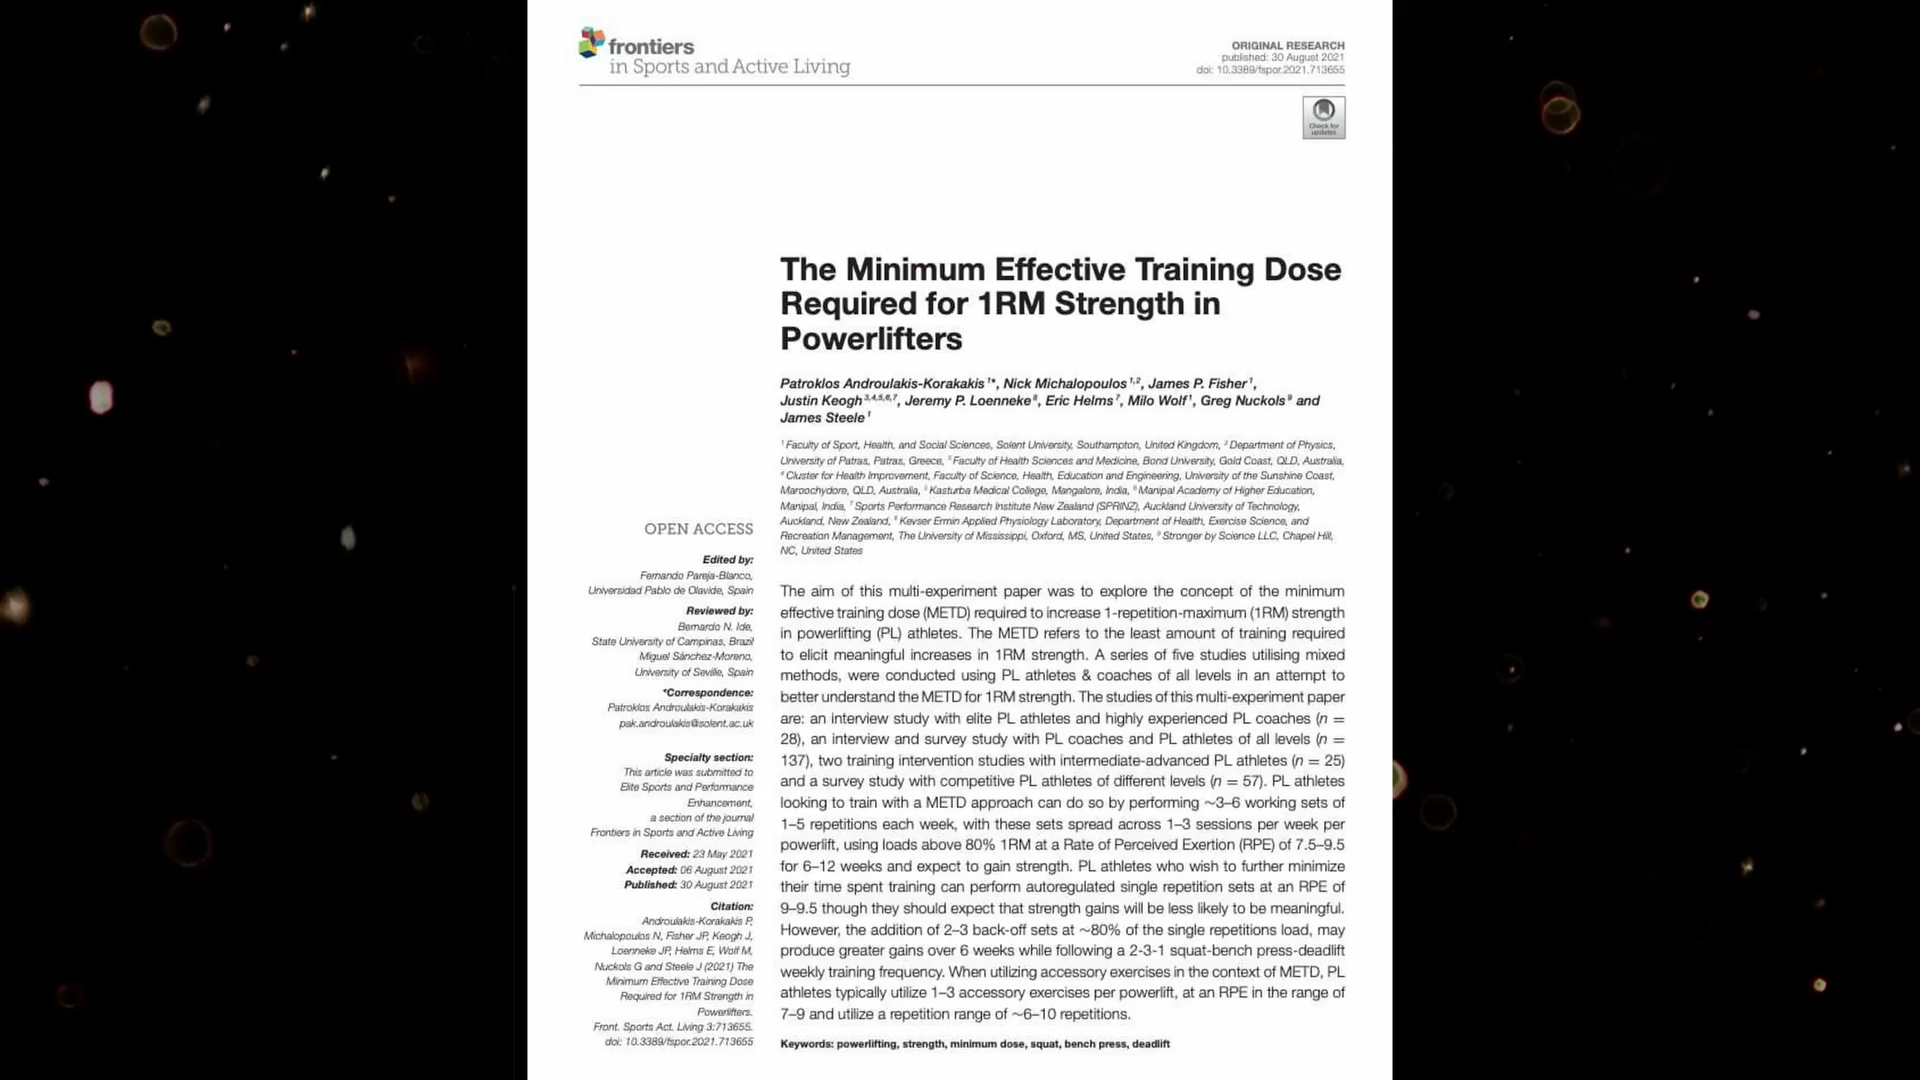 frontiers
in Sports and Active Living
ORIGINAL RESEARCH
published: 30 August 2021
doi: 10.3389/fspor.2021.713655
Check for
updates
The Minimum Effective Training Dose
Required for 1RM Strength in
Powerlifters
Patroklos Androulakis-Korakakis 1*, Nick Michalopoulos 1,2, James P. Fisher 1,
Justin Keogh 3,4,5,6,7, Jeremy P. Loenneke 8, Eric Helms 7, Milo Wolf 1, Greg Nuckols 9 and
James Steele 1
1 Faculty of Sport, Health, and Social Sciences, Solent University, Southampton, United Kingdom, 2 Department of Physics,
University of Patras, Patras, Greece, 3 Faculty of Health Sciences and Medicine, Bond University, Gold Coast, QLD, Australia,
4 Cluster for Health Improvement, Faculty of Science, Health, Education and Engineering, University of the Sunshine Coast,
Maroochydore, QLD, Australia, 5 Kasturba Medical College, Mangalore, India, 6 Manipal Academy of Higher Education,
Manipal, India, 7 Sports Performance Research Institute New Zealand (SPRINZ), Auckland University of Technology,
Auckland, New Zealand, 8 Kevser Ermin Applied Physiology Laboratory, Department of Health, Exercise Science, and
Recreation Management, The University of Mississippi, Oxford, MS, United States, 9 Stronger by Science LLC, Chapel Hill,
NC, United States
OPEN ACCESS
Edited by:
Fernando Pareja-Blanco,
Universidad Pablo de Olavide, Spain
Reviewed by:
Bernardo N. Ide,
State University of Campinas, Brazil
Miguel Sánchez-Moreno,
University of Seville, Spain
*Correspondence:
Patroklos Androulakis-Korakakis
pak.androulakis@solent.ac.uk
Specialty section:
This article was submitted to
Elite Sports and Performance
Enhancement,
a section of the journal
Frontiers in Sports and Active Living
Received: 23 May 2021
Accepted: 06 August 2021
Published: 30 August 2021
Citation:
Androulakis-Korakakis P,
Michalopoulos N, Fisher JP, Keogh J,
Loenneke JP, Helms E, Wolf M,
Nuckols G and Steele J (2021) The
Minimum Effective Training Dose
Required for 1RM Strength in
Powerlifters.
Front. Sports Act. Living 3:713655.
doi: 10.3389/fspor.2021.713655
The aim of this multi-experiment paper was to explore the concept of the minimum
effective training dose (METD) required to increase 1-repetition-maximum (1RM) strength
in powerlifting (PL) athletes. The METD refers to the least amount of training required
to elicit meaningful increases in 1RM strength. A series of five studies utilising mixed
methods, were conducted using PL athletes & coaches of all levels in an attempt to
better understand the METD for 1RM strength. The studies of this multi-experiment paper
are: an interview study with elite PL athletes and highly experienced PL coaches (n =
28), an interview and survey study with PL coaches and PL athletes of all levels (n =
137), two training intervention studies with intermediate-advanced PL athletes (n = 25)
and a survey study with competitive PL athletes of different levels (n = 57). PL athletes
looking to train with a METD approach can do so by performing ~3–6 working sets of
1–5 repetitions each week, with these sets spread across 1–3 sessions per week per
powerlift, using loads above 80% 1RM at a Rate of Perceived Exertion (RPE) of 7.5–9.5
for 6–12 weeks and expect to gain strength. PL athletes who wish to further minimize
their time spent training can perform autoregulated single repetition sets at an RPE of
9–9.5 though they should expect that strength gains will be less likely to be meaningful.
However, the addition of 2–3 back-off sets at ~80% of the single repetitions load, may
produce greater gains over 6 weeks while following a 2-3-1 squat-bench press-deadlift
weekly training frequency. When utilizing accessory exercises in the context of METD, PL
athletes typically utilize 1–3 accessory exercises per powerlift, at an RPE in the range of
7–9 and utilize a repetition range of ~6–10 repetitions.
Keywords: powerlifting, strength, minimum dose, squat, bench press, deadlift